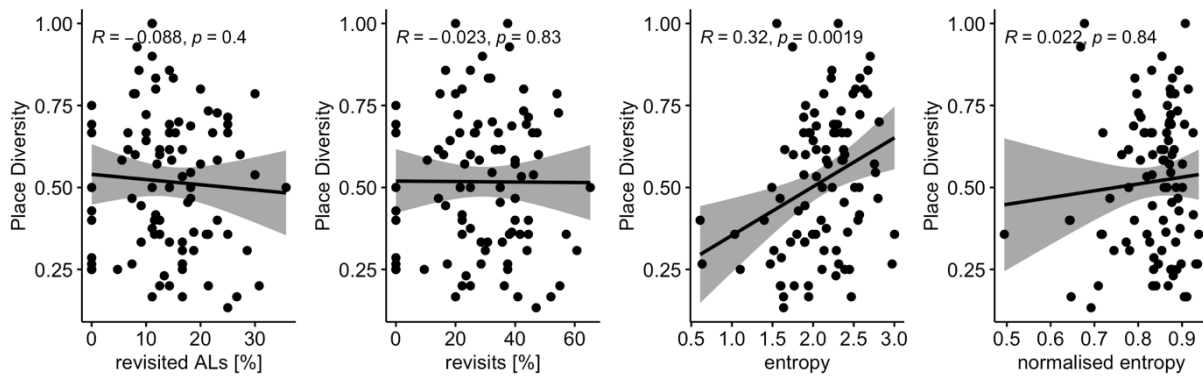 R = −0.088, p = 0.4
1.00
0.75
0.50
0.25
Place Diversity
0 10 20 30
revisited ALs [%]
R = −0.023, p = 0.83
1.00
0.75
0.50
0.25
Place Diversity
0 20 40 60
revisits [%]
R = 0.32, p = 0.0019
1.00
0.75
0.50
0.25
Place Diversity
0.5 1.0 1.5 2.0 2.5 3.0
entropy
R = 0.022, p = 0.84
1.00
0.75
0.50
0.25
Place Diversity
0.5 0.6 0.7 0.8 0.9
normalised entropy